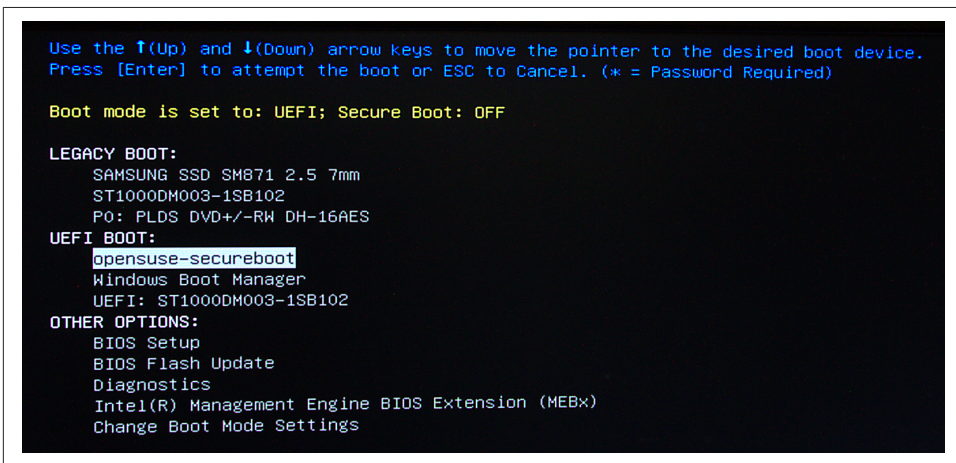 Use the ↑(Up) and ↓(Down) arrow keys to move the pointer to the desired boot device.
Press [Enter] to attempt the boot or ESC to Cancel. (* = Password Required)
Boot mode is set to: UEFI; Secure Boot: OFF
LEGACY BOOT:
SAMSUNG SSD SM871 2.5 7mm
ST1000DM003-1SB102
PO: PLDS DVD+/-RW DH-16AES
UEFI BOOT:
opensuse-secureboot
Windows Boot Manager
UEFI: ST1000DM003-1SB102
OTHER OPTIONS:
BIOS Setup
BIOS Flash Update
Diagnostics
Intel(R) Management Engine BIOS Extension (MEBx)
Change Boot Mode Settings